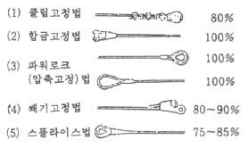 (1) 클립고정법 80%
(2) 합금고정법 100%
(3) 파워로크 100%
(압축고정)법 100%
(4) 쐐기고정법 80~90%
(5) 스플라이스법 75~85%